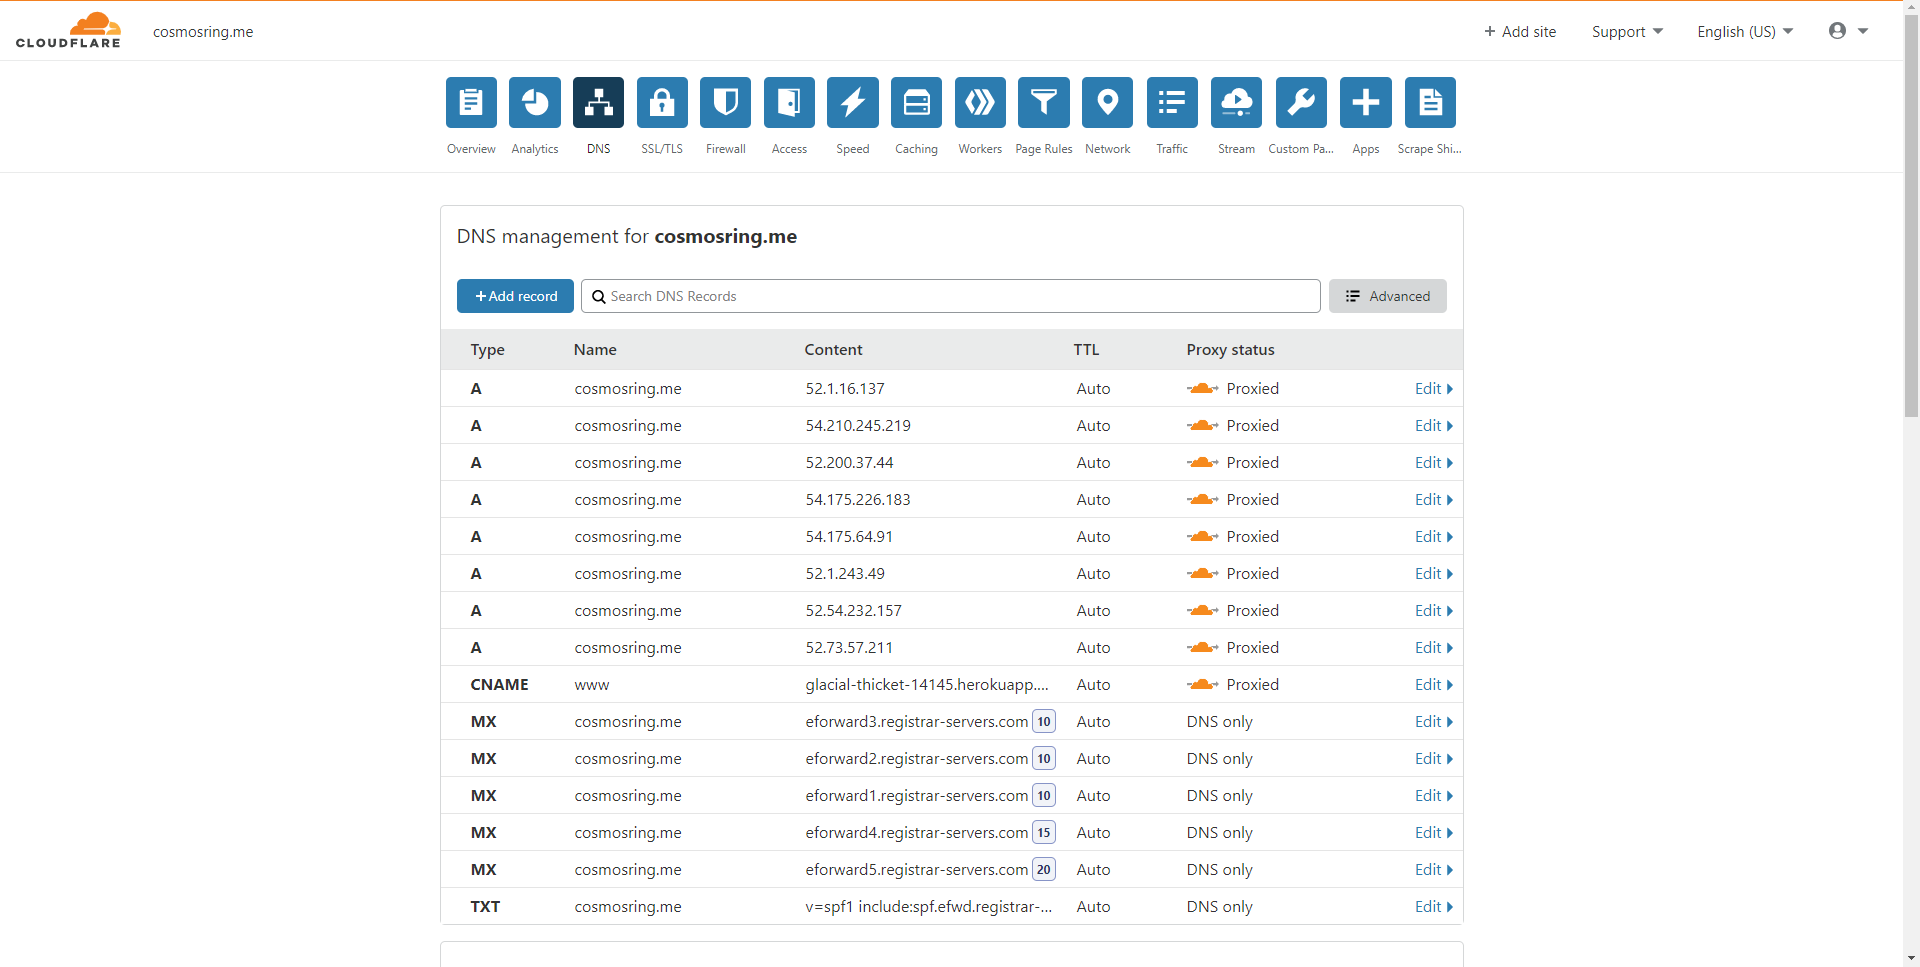 CLOUDFLARE cosmosring.me + Add site Support English (US)
Overview Analytics DNS SSL/TLS Firewall Access Speed Caching Workers Page Rules Network Traffic Stream Custom Pa... Apps Scrape Shi...
DNS management for cosmosring.me
+Add record Search DNS Records Advanced
Type Name Content TTL Proxy status
A cosmosring.me 52.1.16.137 Auto Proxied Edit
A cosmosring.me 54.210.245.219 Auto Proxied Edit
A cosmosring.me 52.200.37.44 Auto Proxied Edit
A cosmosring.me 54.175.226.183 Auto Proxied Edit
A cosmosring.me 54.175.64.91 Auto Proxied Edit
A cosmosring.me 52.1.243.49 Auto Proxied Edit
A cosmosring.me 52.54.232.157 Auto Proxied Edit
A cosmosring.me 52.73.57.211 Auto Proxied Edit
CNAME www glacial-thicket-14145.herokuapp.... Auto Proxied Edit
MX cosmosring.me eforward3.registrar-servers.com 10 Auto DNS only Edit
MX cosmosring.me eforward2.registrar-servers.com 10 Auto DNS only Edit
MX cosmosring.me eforward1.registrar-servers.com 10 Auto DNS only Edit
MX cosmosring.me eforward4.registrar-servers.com 15 Auto DNS only Edit
MX cosmosring.me eforward5.registrar-servers.com 20 Auto DNS only Edit
TXT cosmosring.me v=spf1 include:spf.efwd.registrar-... Auto DNS only Edit